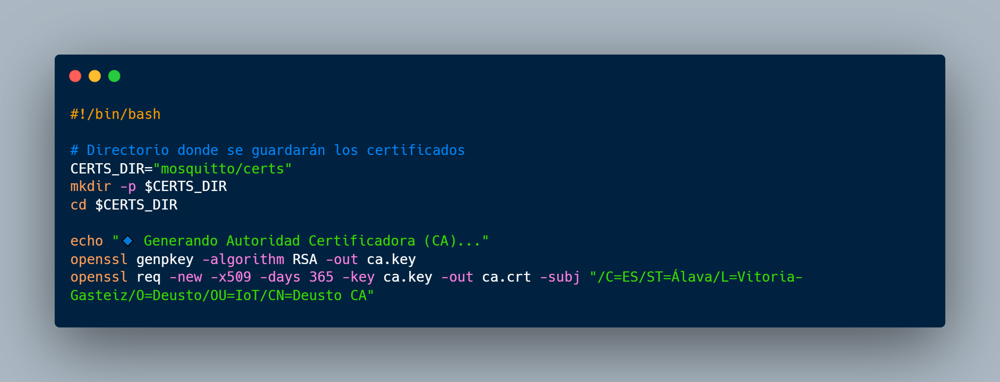 #!/bin/bash
# Directorio donde se guardarán los certificados
CERTS_DIR="mosquitto/certs"
mkdir -p $CERTS_DIR
cd $CERTS_DIR
echo "🔹 Generando Autoridad Certificadora (CA)..."
openssl genpkey -algorithm RSA -out ca.key
openssl req -new -x509 -days 365 -key ca.key -out ca.crt -subj "/C=ES/ST=Álava/L=Vitoria-
Gasteiz/O=Deusto/OU=IoT/CN=Deusto CA"